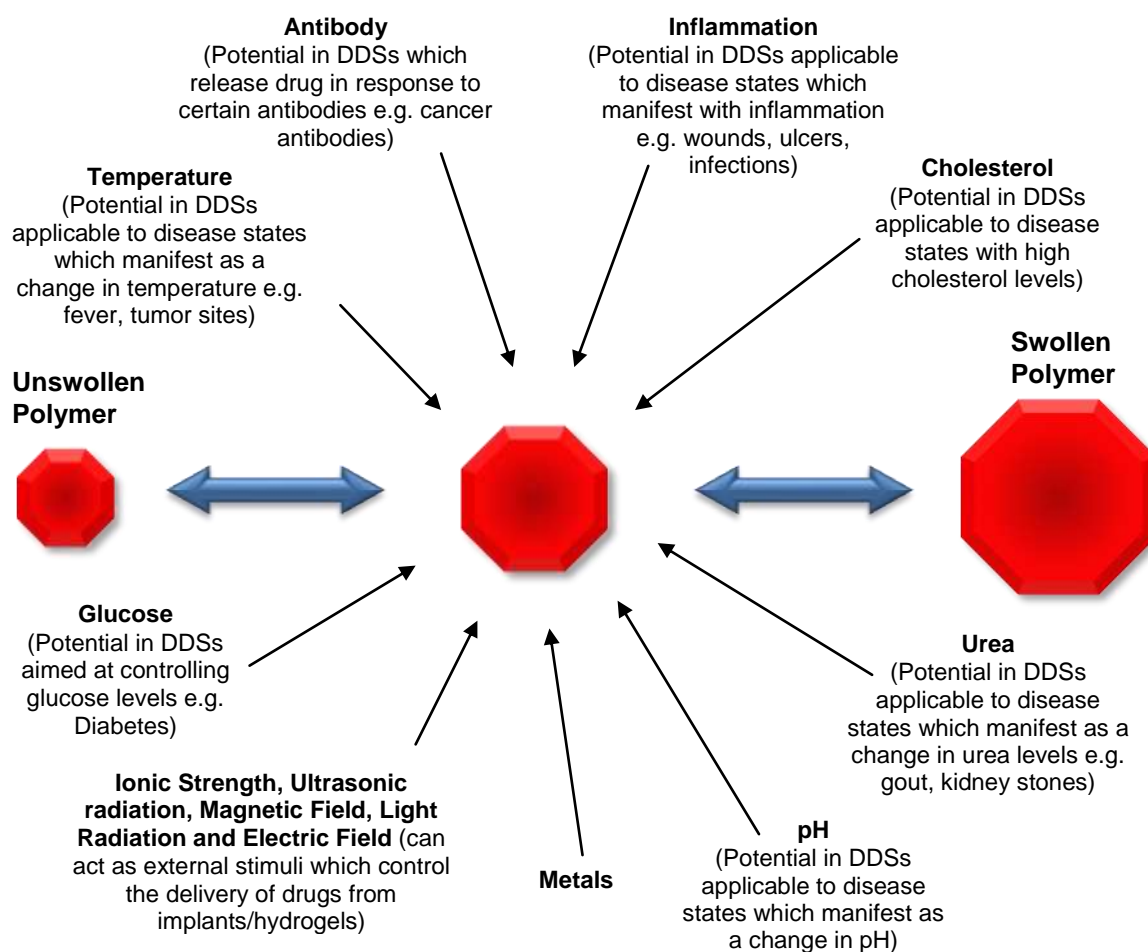 Antibody
(Potential in DDSs which
release drug in response to
certain antibodies e.g. cancer
antibodies)
Inflammation
(Potential in DDSs applicable
to disease states which
manifest with inflammation
e.g. wounds, ulcers,
infections)
Temperature
(Potential in DDSs
applicable to disease states
which manifest as a
change in temperature e.g.
fever, tumor sites)
Cholesterol
(Potential in DDSs
applicable to disease
states with high
cholesterol levels)
Unswollen
Polymer
Swollen
Polymer
Glucose
(Potential in DDSs
aimed at controlling
glucose levels e.g.
Diabetes)
Urea
(Potential in DDSs
applicable to disease
states which manifest as a
change in urea levels e.g.
gout, kidney stones)
Ionic Strength, Ultrasonic
radiation, Magnetic Field, Light
Radiation and Electric Field (can
act as external stimuli which control
the delivery of drugs from
implants/hydrogels)
Metals
pH
(Potential in DDSs
applicable to disease
states which manifest as
a change in pH)